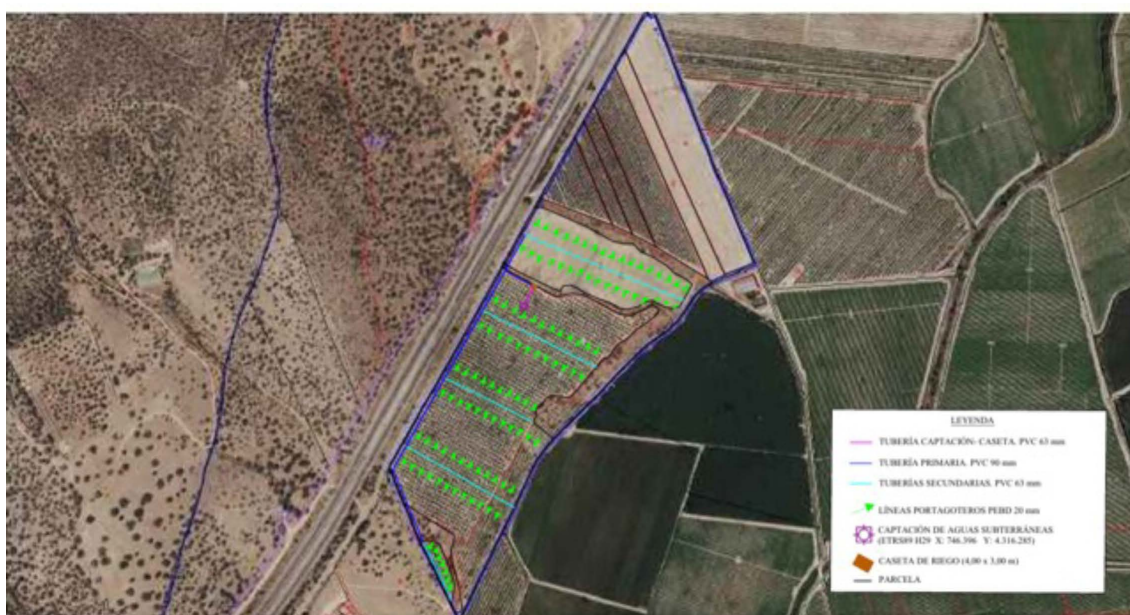 LEYENDA
TUBERÍA CAPTACIÓN- CASETA. PVC 63 mm
TUBERÍA PRIMARIA. PVC 90 mm
TUBERÍAS SECUNDARIAS. PVC 63 mm
LÍNEAS PORTAGOTEROS PEBD 20 mm
CAPTACIÓN DE AGUAS SUBTERRÁNEAS
(ETRS89 H29 X: 746.396 Y: 4.316.285)
CASETA DE RIEGO (4,00 x 3,00 m)
PARCELA